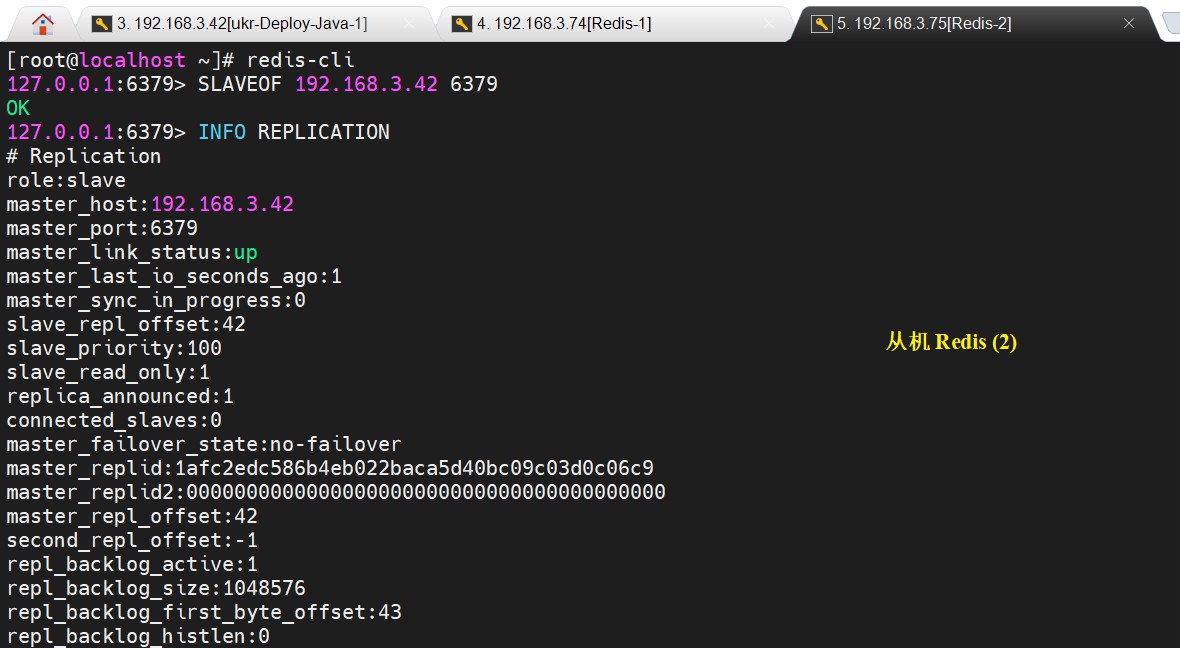 3. 192.168.3.42[ukr-Deploy-Java-1]
4. 192.168.3.74[Redis-1]
5. 192.168.3.75[Redis-2]
[root@localhost ~]# redis-cli
127.0.0.1:6379> SLAVEOF 192.168.3.42 6379
OK
127.0.0.1:6379> INFO REPLICATION
# Replication
role:slave
master_host:192.168.3.42
master_port:6379
master_link_status:up
master_last_io_seconds_ago:1
master_sync_in_progress:0
slave_repl_offset:42
slave_priority:100
从机 Redis (2)
slave_read_only:1
replica_announced:1
connected_slaves:0
master_failover_state:no-failover
master_replid:1afc2edc586b4eb022baca5d40bc09c03d0c06c9
master_replid2:0000000000000000000000000000000000000000
master_repl_offset:42
second_repl_offset:-1
repl_backlog_active:1
repl_backlog_size:1048576
repl_backlog_first_byte_offset:43
repl_backlog_histlen:0